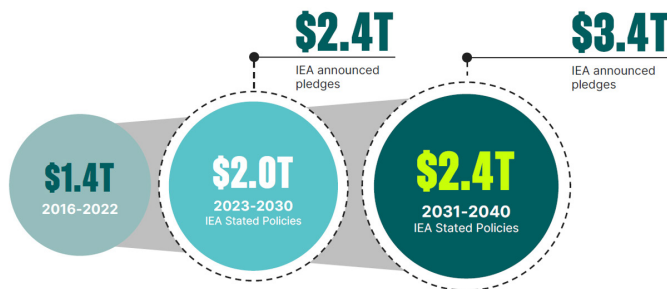 $2.4T
IEA announced
pledges
$3.4T
IEA announced
pledges
$1.4T
2016-2022
$2.0T
2023-2030
IEA Stated Policies
$2.4T
2031-2040
IEA Stated Policies